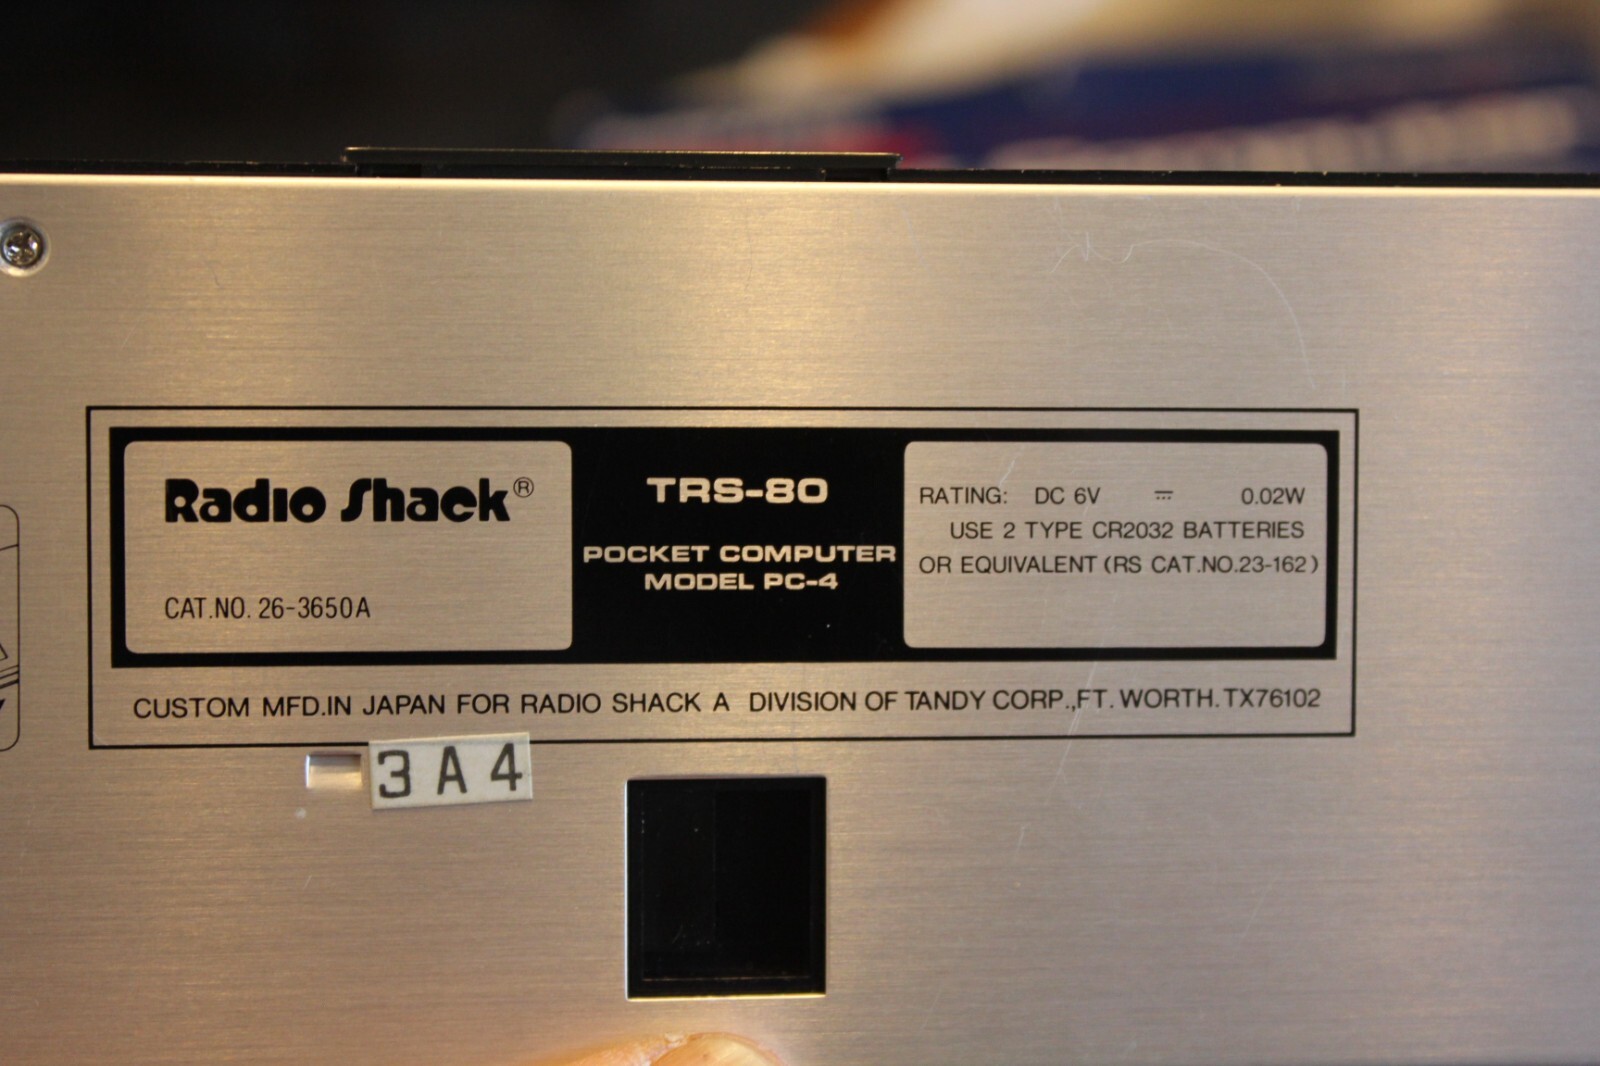 Radio Shack®
CAT.NO. 26-3650A
TRS-80
POCKET COMPUTER
MODEL PC-4
RATING: DC 6V ⎓ 0.02W
USE 2 TYPE CR2032 BATTERIES
OR EQUIVALENT (RS CAT.NO.23-162)
CUSTOM MFD.IN JAPAN FOR RADIO SHACK A DIVISION OF TANDY CORP.,FT. WORTH.TX76102
3A4